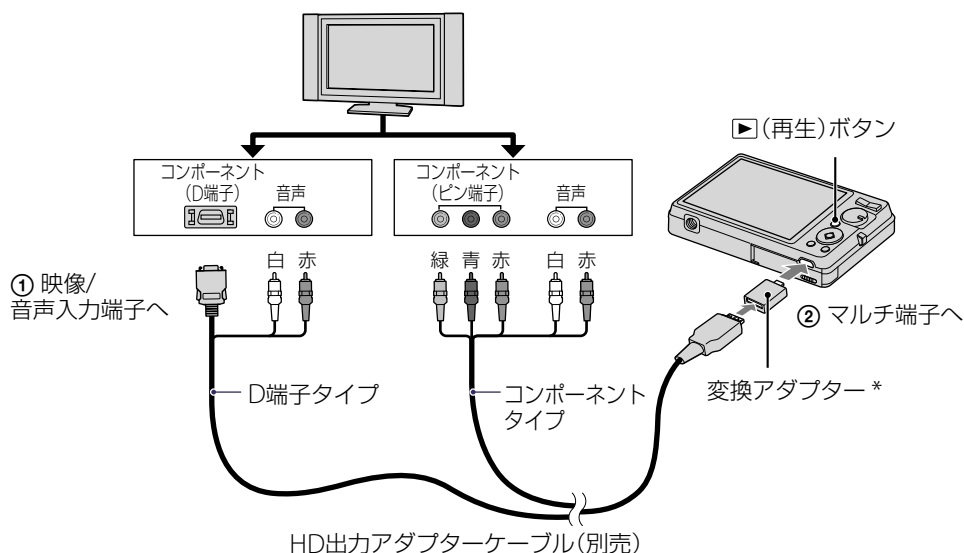 ▶(再生)ボタン
コンポーネント
(D端子)
音声
コンポーネント
(ピン端子)
音声
白 赤
緑 青 赤
白 赤
① 映像/
音声入力端子へ
② マルチ端子へ
D端子タイプ
コンポーネント
タイプ
変換アダプター *
HD出力アダプターケーブル(別売)